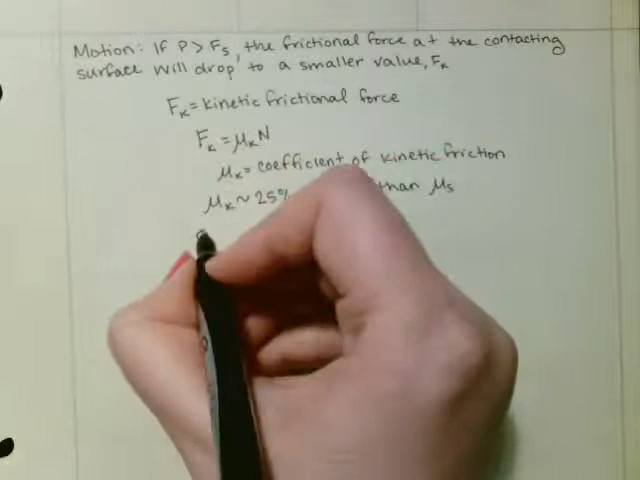 Motion: If P > Fs, the frictional force at the contacting
surface will drop to a smaller value, Fk
Fk = kinetic frictional force
Fk = μkN
μk = coefficient of kinetic friction
μk ~ 25% than μs